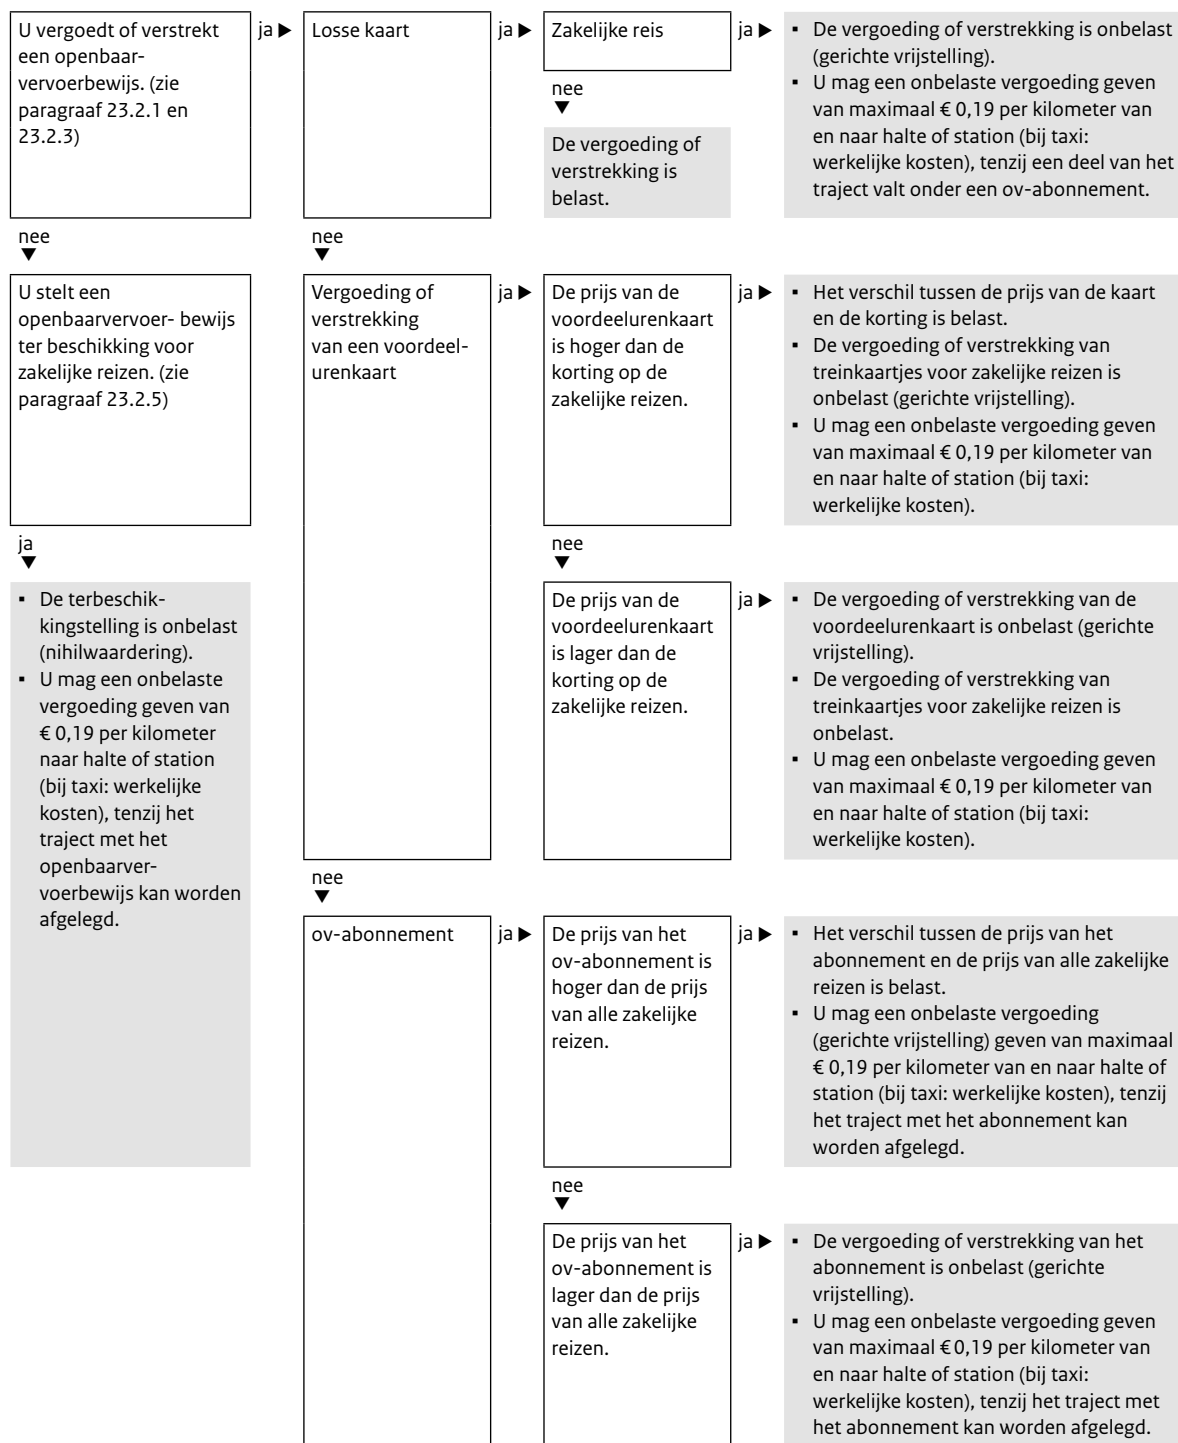 U vergoedt of verstrekt
een openbaar-
vervoerbewijs. (zie
paragraaf 23.2.1 en
23.2.3)
ja ▶
Losse kaart
ja ▶
Zakelijke reis
ja ▶
▪ De vergoeding of verstrekking is onbelast
(gerichte vrijstelling).
▪ U mag een onbelaste vergoeding geven
van maximaal € 0,19 per kilometer van
en naar halte of station (bij taxi:
werkelijke kosten), tenzij een deel van het
traject valt onder een ov-abonnement.
nee
▼
De vergoeding of
verstrekking is
belast.
nee
▼
nee
▼
U stelt een
openbaarvervoer- bewijs
ter beschikking voor
zakelijke reizen. (zie
paragraaf 23.2.5)
Vergoeding of
verstrekking
van een voordeel-
urenkaart
ja ▶
De prijs van de
voordeelurenkaart
is hoger dan de
korting op de
zakelijke reizen.
ja ▶
▪ Het verschil tussen de prijs van de kaart
en de korting is belast.
▪ De vergoeding of verstrekking van
treinkaartjes voor zakelijke reizen is
onbelast (gerichte vrijstelling).
▪ U mag een onbelaste vergoeding geven
van maximaal € 0,19 per kilometer van
en naar halte of station (bij taxi:
werkelijke kosten).
ja
▼
nee
▼
▪ De terbeschik-
kingstelling is onbelast
(nihilwaardering).
▪ U mag een onbelaste
vergoeding geven van
€ 0,19 per kilometer
naar halte of station
(bij taxi: werkelijke
kosten), tenzij het
traject met het
openbaarver-
voerbewijs kan worden
afgelegd.
De prijs van de
voordeelurenkaart
is lager dan de
korting op de
zakelijke reizen.
ja ▶
▪ De vergoeding of verstrekking van de
voordeelurenkaart is onbelast (gerichte
vrijstelling).
▪ De vergoeding of verstrekking van
treinkaartjes voor zakelijke reizen is
onbelast.
▪ U mag een onbelaste vergoeding geven
van maximaal € 0,19 per kilometer van
en naar halte of station (bij taxi:
werkelijke kosten).
nee
▼
ov-abonnement
ja ▶
De prijs van het
ov-abonnement is
hoger dan de prijs
van alle zakelijke
reizen.
ja ▶
▪ Het verschil tussen de prijs van het
abonnement en de prijs van alle zakelijke
reizen is belast.
▪ U mag een onbelaste vergoeding
(gerichte vrijstelling) geven van maximaal
€ 0,19 per kilometer van en naar halte of
station (bij taxi: werkelijke kosten), tenzij
het traject met het abonnement kan
worden afgelegd.
nee
▼
De prijs van het
ov-abonnement is
lager dan de prijs
van alle zakelijke
reizen.
ja ▶
▪ De vergoeding of verstrekking van het
abonnement is onbelast (gerichte
vrijstelling).
▪ U mag een onbelaste vergoeding geven
van maximaal € 0,19 per kilometer van
en naar halte of station (bij taxi:
werkelijke kosten), tenzij het traject met
het abonnement kan worden afgelegd.